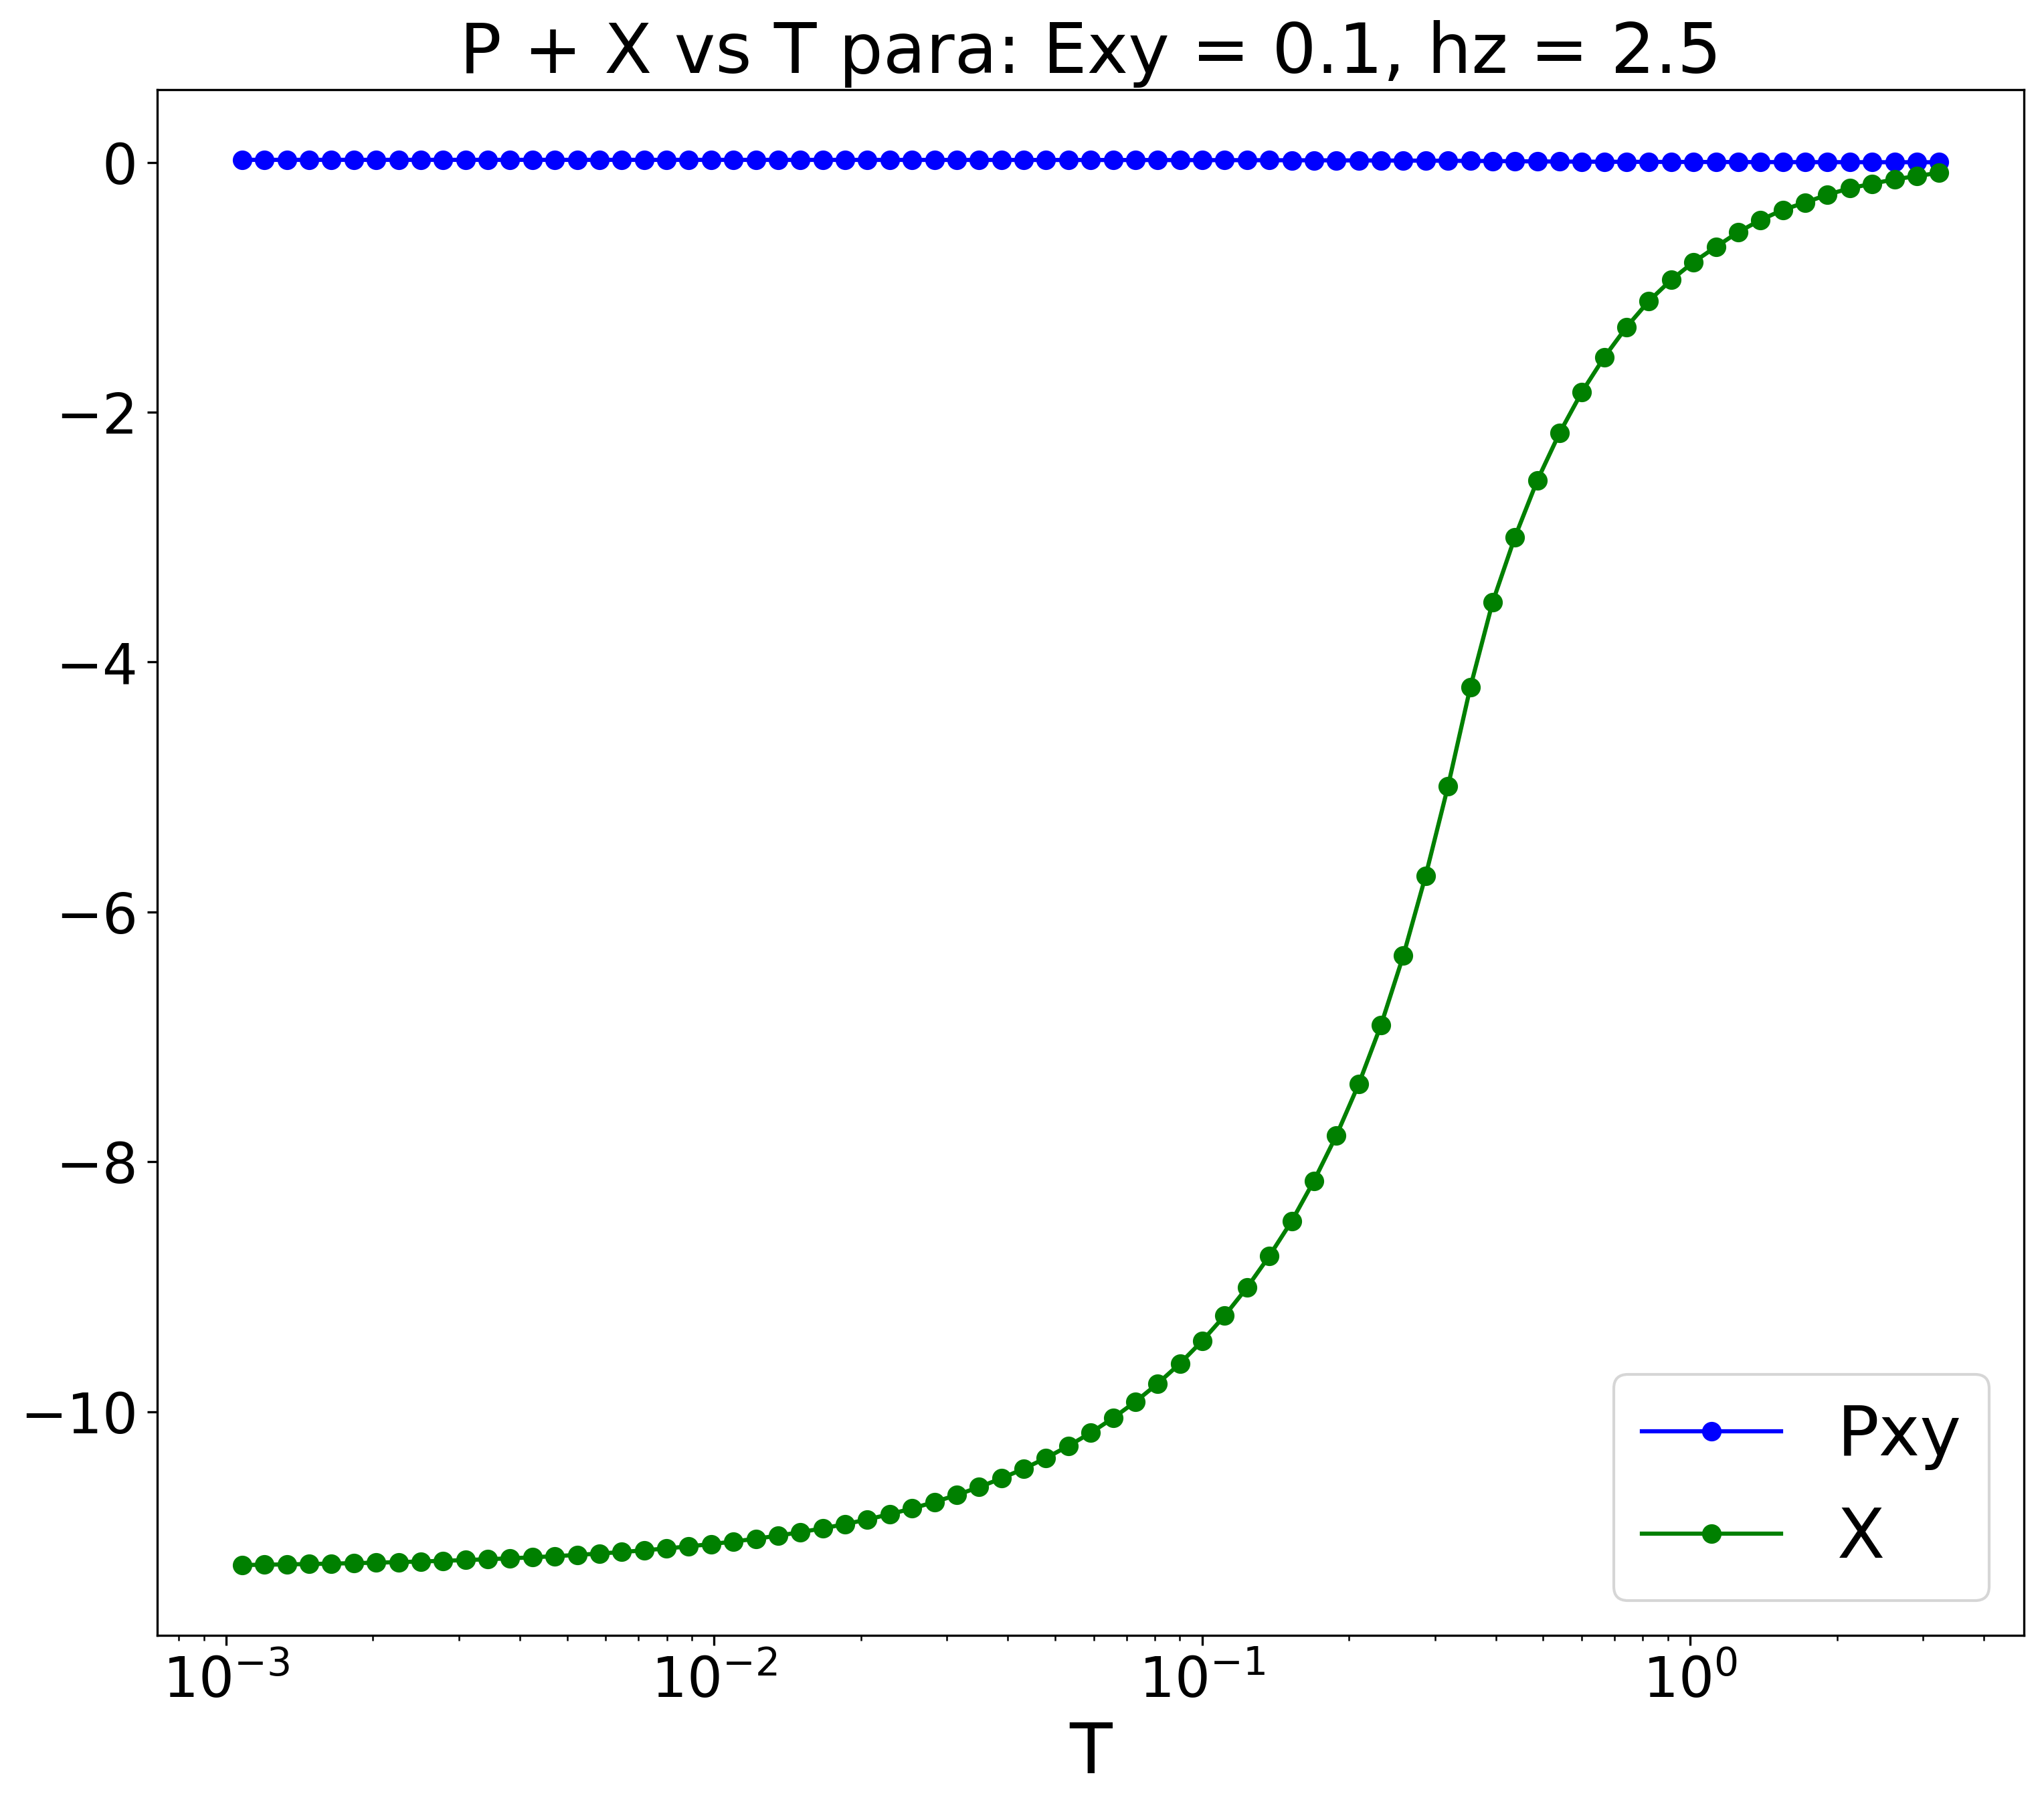 P + X vs T para: Exy = 0.1, hz = 2.5
0
−2
−4
−6
−8
−10
Pxy
X
10⁻³ 10⁻² 10⁻¹ 10⁰
T